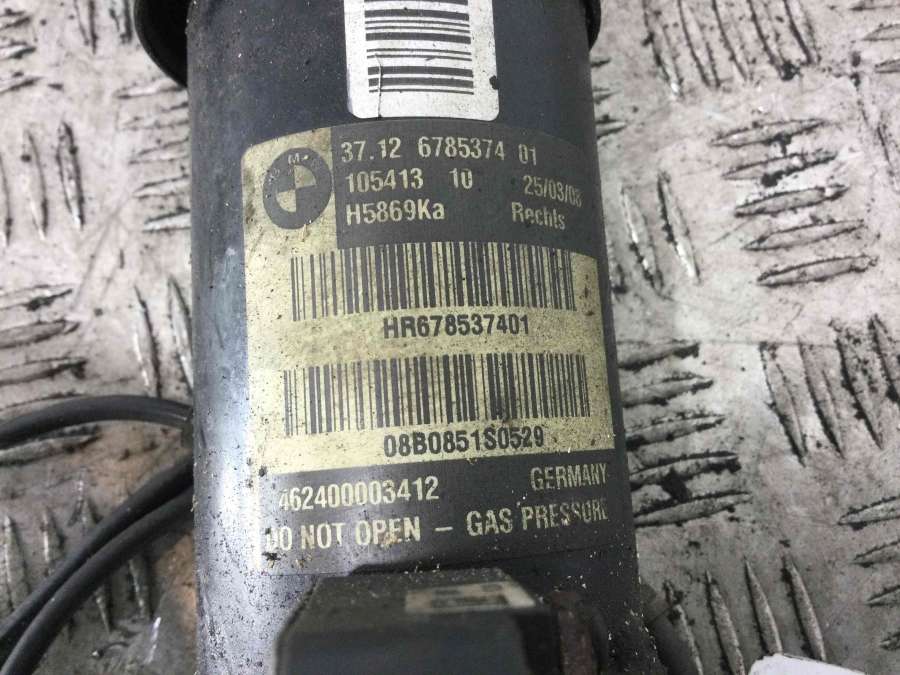 37.12 6785374 01
105413 10 25/03/08
H5869Ka Rechts
HR678537401
08B0851S0529
462400003412 GERMANY
DO NOT OPEN – GAS PRESSURE